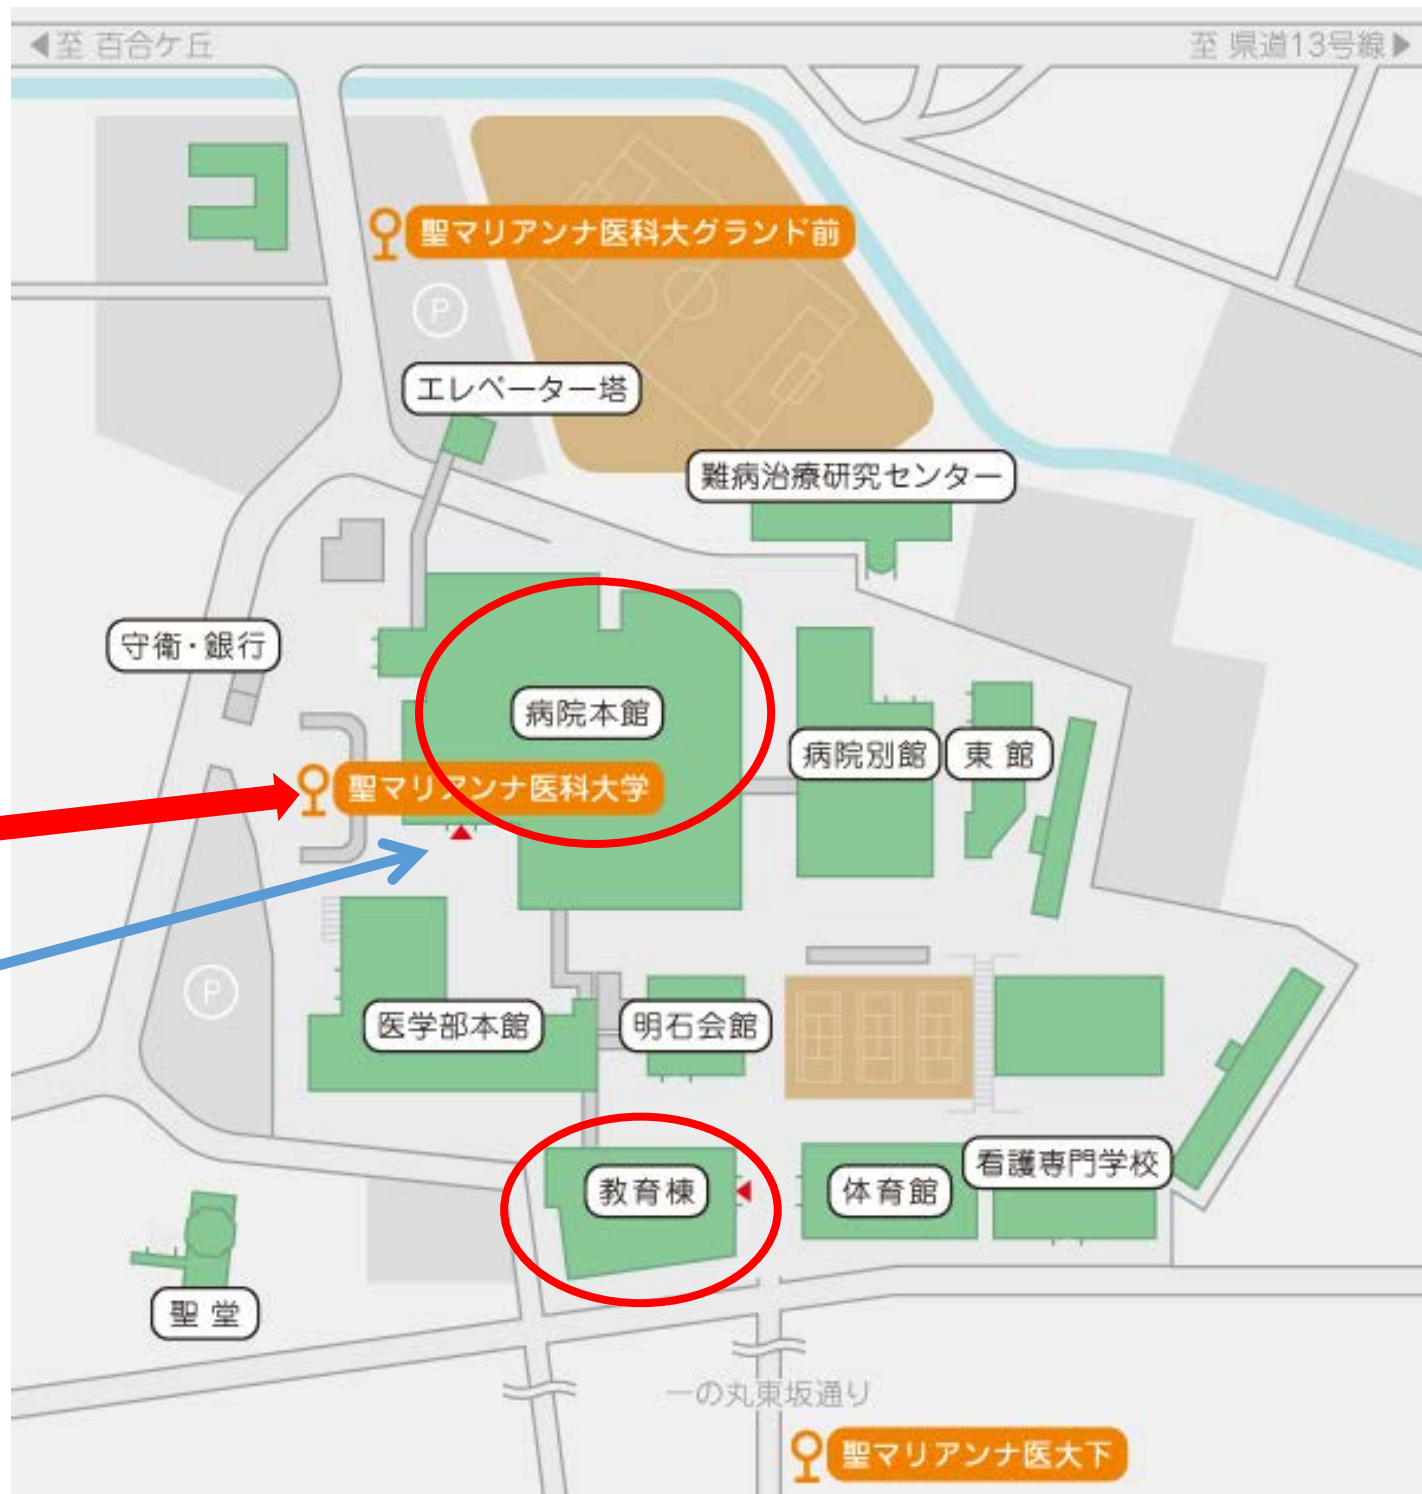 ◀至 百合ケ丘
至 県道13号線▶
聖マリアンナ医科大グランド前
P
エレベーター塔
難病治療研究センター
守衛・銀行
病院本館
病院別館
東 館
聖マリアンナ医科大学
P
医学部本館
明石会館
教育棟
体育館
看護専門学校
聖 堂
一の丸東坂通り
聖マリアンナ医大下